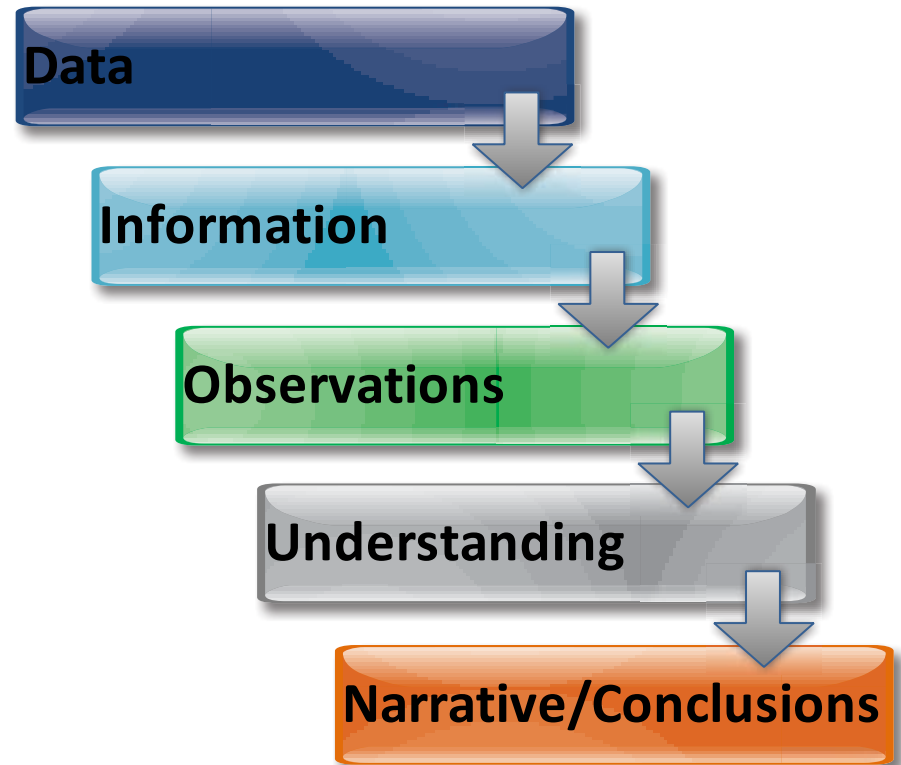 Data
Information
Observations
Understanding
Narrative/Conclusions